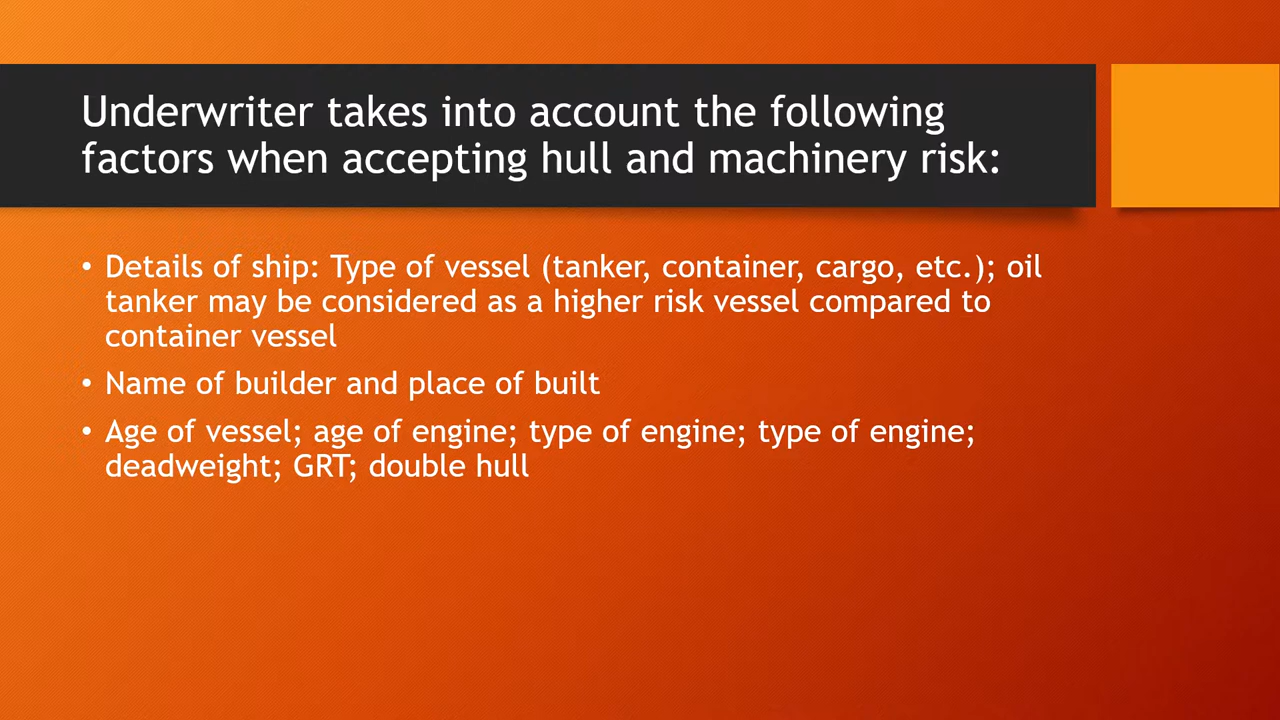 Underwriter takes into account the following
factors when accepting hull and machinery risk:
• Details of ship: Type of vessel (tanker, container, cargo, etc.); oil
tanker may be considered as a higher risk vessel compared to
container vessel
• Name of builder and place of built
• Age of vessel; age of engine; type of engine; type of engine;
deadweight; GRT; double hull